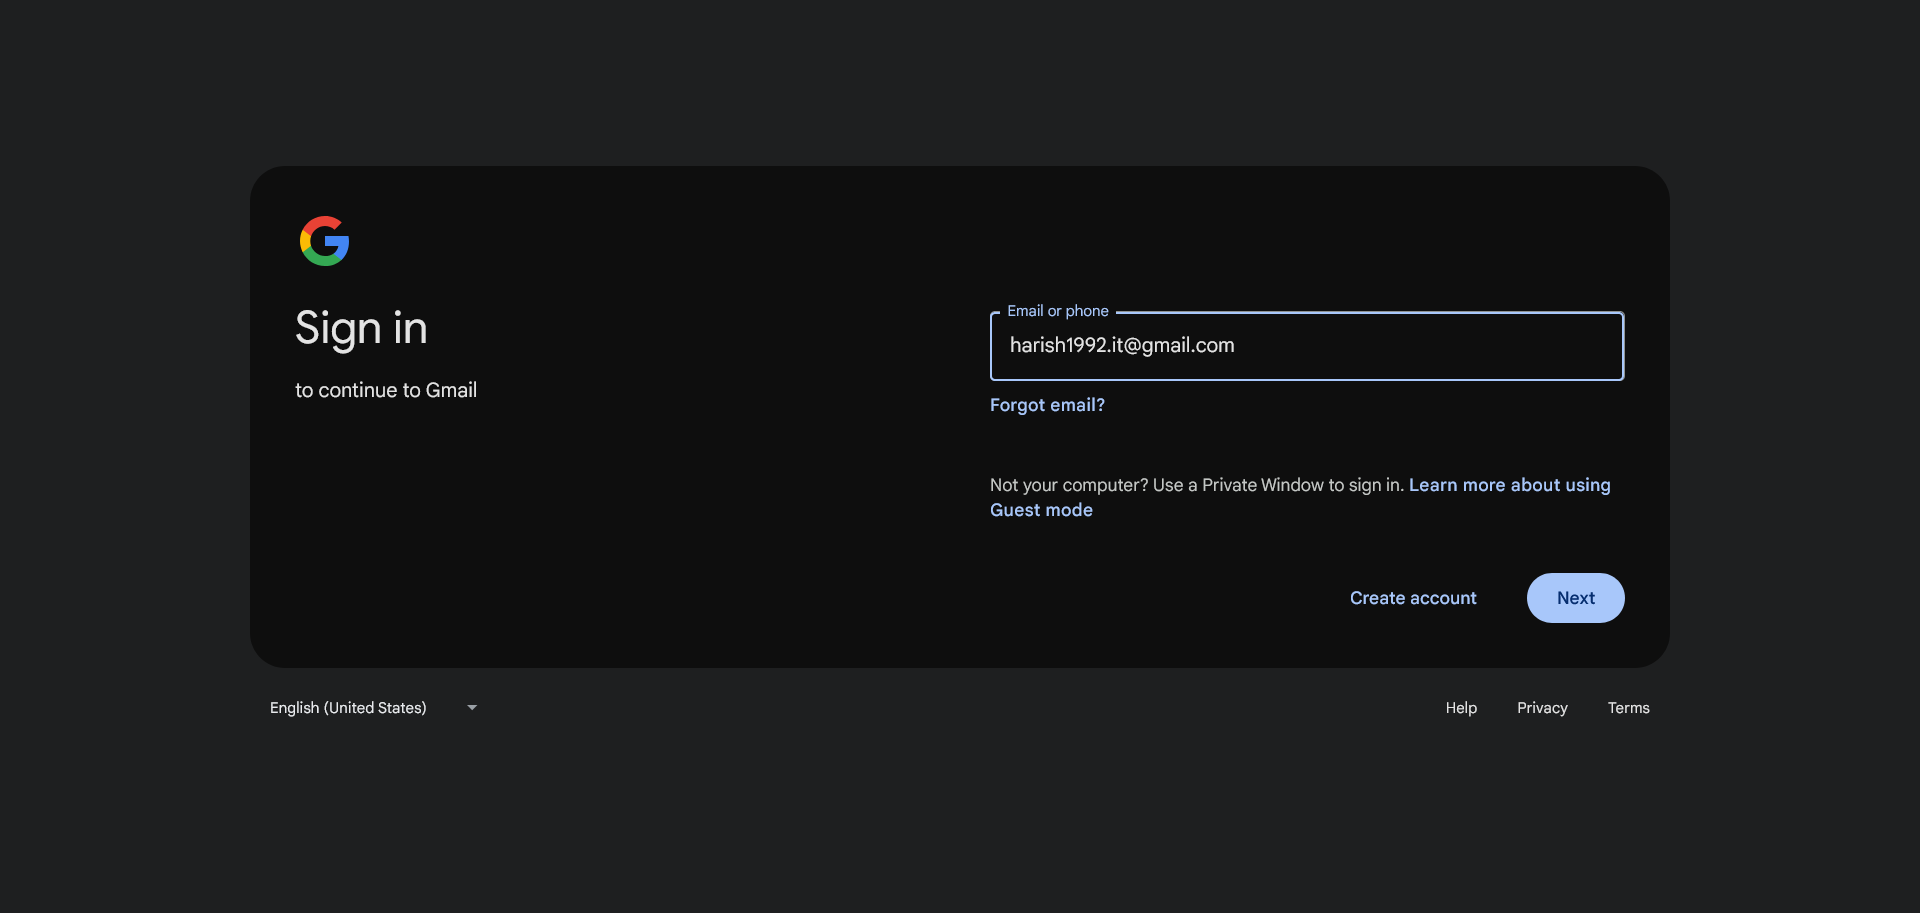 Sign in
to continue to Gmail
Email or phone
harish1992.it@gmail.com
Forgot email?
Not your computer? Use a Private Window to sign in. Learn more about using
Guest mode
Create account
Next
English (United States)
Help
Privacy
Terms